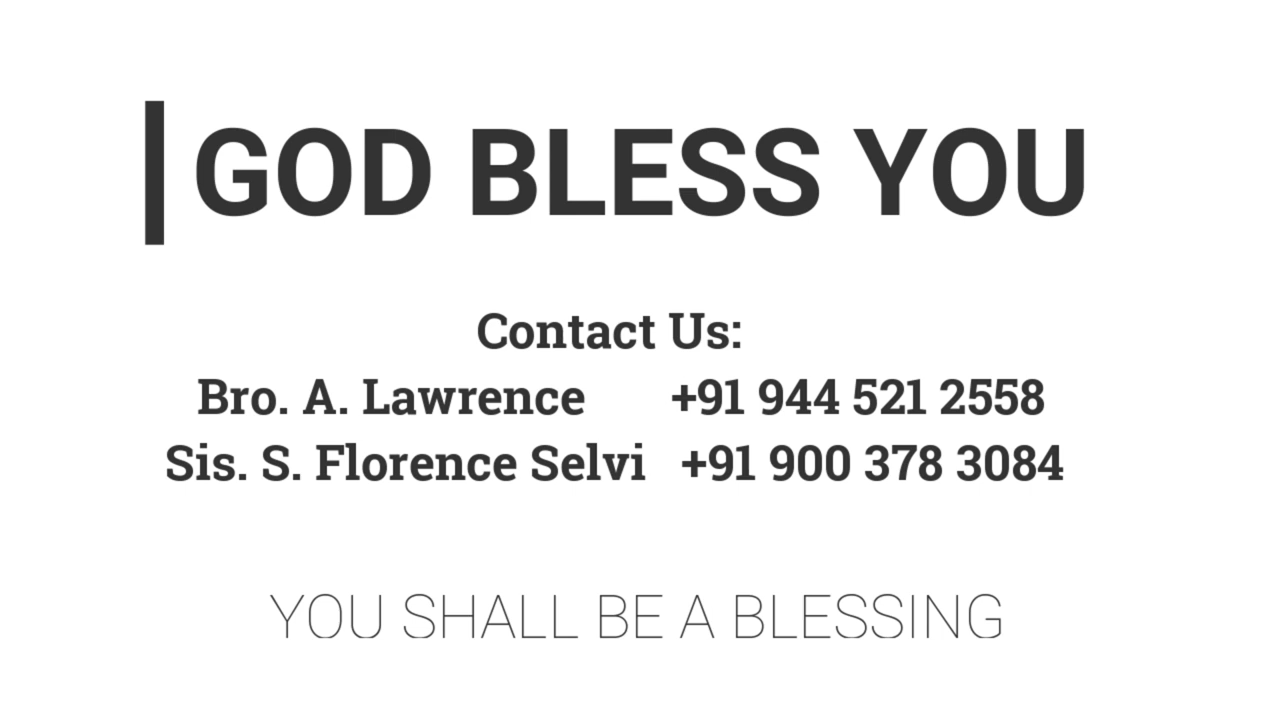 GOD BLESS YOU
Contact Us:
Bro. A. Lawrence +91 944 521 2558
Sis. S. Florence Selvi +91 900 378 3084
YOU SHALL BE A BLESSING